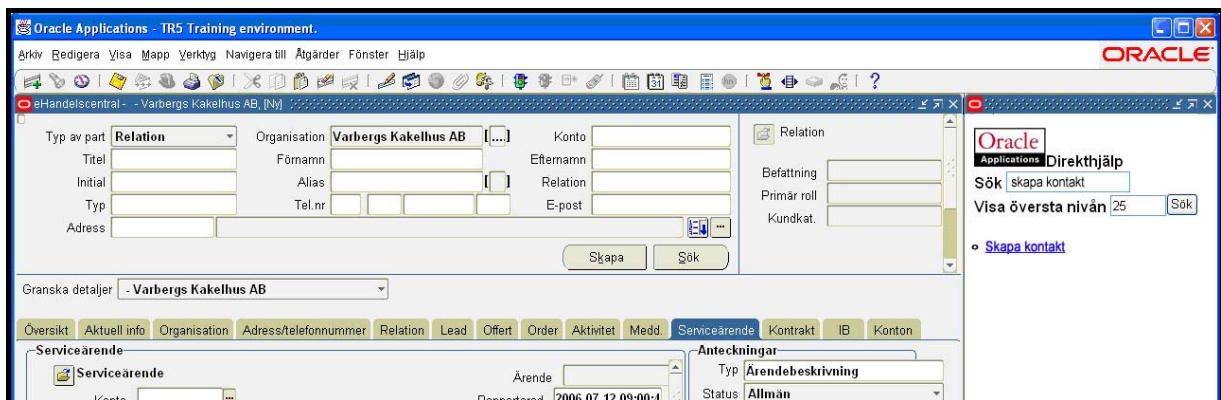 Oracle Applications - TR5 Training environment.
Arkiv Redigera Visa Mapp Verktyg Navigera till Åtgärder Fönster Hjälp
ORACLE
eHandelscentral - - Varbergs Kakelhus AB, [Ny]
Typ av part Relation Organisation Varbergs Kakelhus AB [....] Konto
Titel Förnamn Efternamn
Initial Alias [ ] Relation
Typ Tel.nr E-post
Adress
Skapa Sök
Relation
Befattning
Primär roll
Kundkat.
Granska detaljer - Varbergs Kakelhus AB
Översikt Aktuell info Organisation Adress/telefonnummer Relation Lead Offert Order Aktivitet Medd. Serviceärende Kontrakt IB Konton
Serviceärende
Serviceärende Ärende
Konto Rapporterad 2006.07.12 09:00:4
Anteckningar
Typ Ärendebeskrivning
Status Allmän
Oracle
Applications Direkthjälp
Sök skapa kontakt
Visa översta nivån 25 Sök
Skapa kontakt